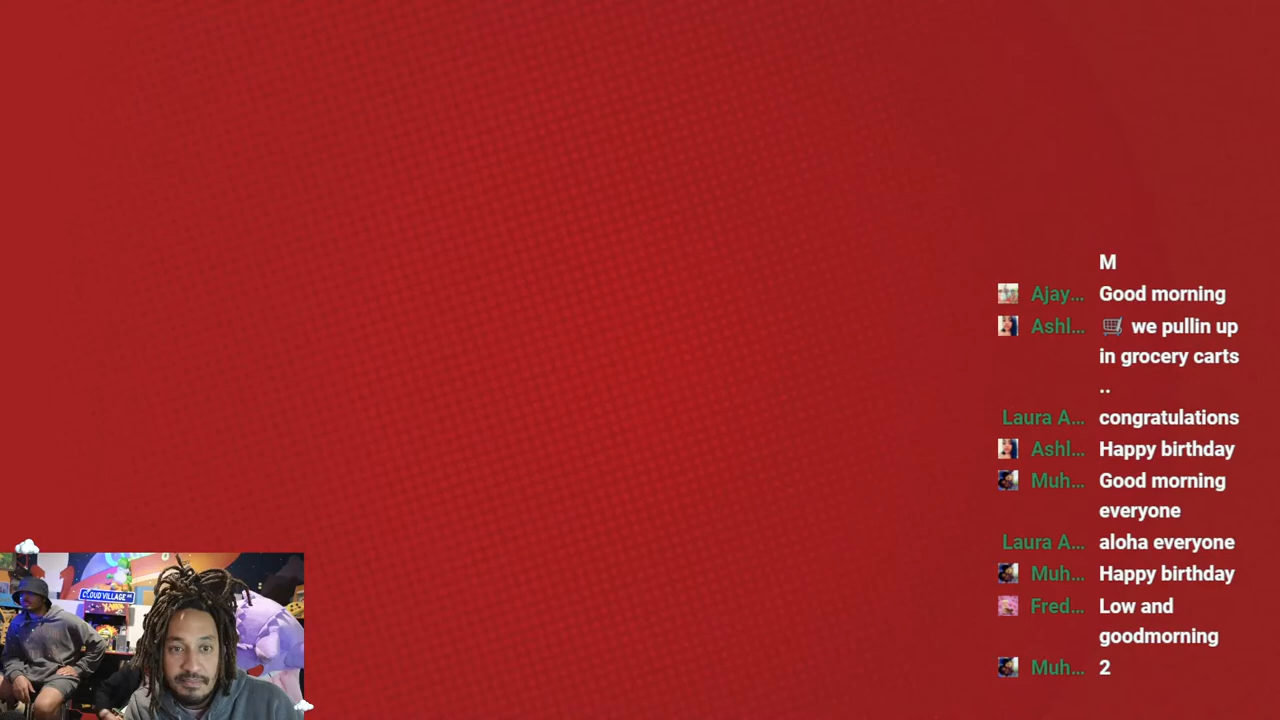 M
Ajay... Good morning
Ashl... 🛒 we pullin up
in grocery carts
..
Laura A... congratulations
Ashl... Happy birthday
Muh... Good morning
everyone
Laura A... aloha everyone
Muh... Happy birthday
Fred... Low and
goodmorning
Muh... 2
CLOUD VILLAGE